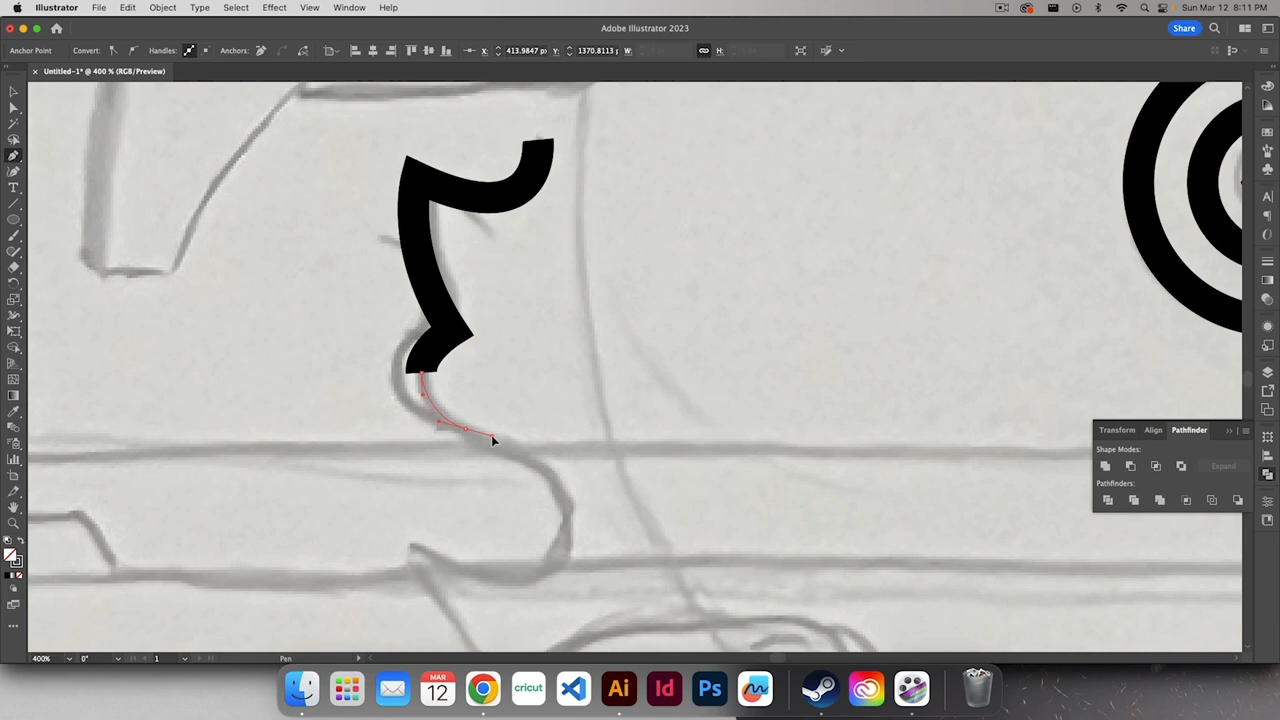 Illustrator File Edit Object Type Select Effect View Window Help Sun Mar 12 8:11 PM
Adobe Illustrator 2023
Share
Anchor Point Convert: Handles: Anchors: X: 413.9847 p) Y: 1370.8113 p W: H:
× Untitled-1* @ 400 % (RGB/Preview)
Transform Align Pathfinder
Shape Modes:
Expand
Pathfinders:
400% 0° 1 Pen
MAR
12
cricut
Ai
Id
Ps